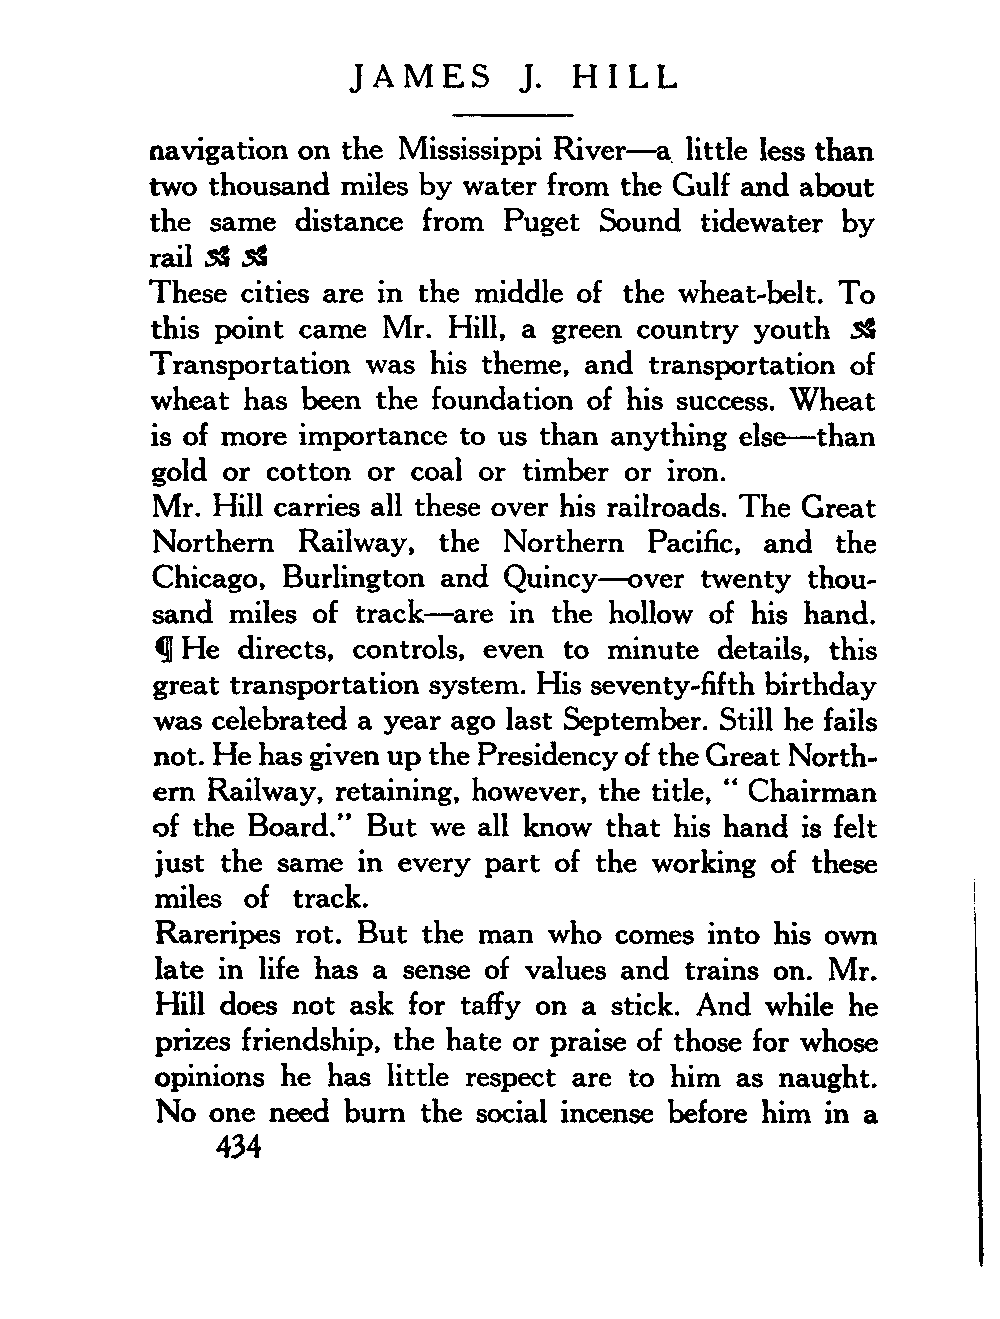 JAMES J. HILL
navigation on the Mississippi River—a little less than
two thousand miles by water from the Gulf and about
the same distance from Puget Sound tidewater by
rail
These cities are in the middle of the wheat-belt. To
this point came Mr. Hill, a green country youth
Transportation was his theme, and transportation of
wheat has been the foundation of his success. Wheat
is of more importance to us than anything else—than
gold or cotton or coal or timber or iron.
Mr. Hill carries all these over his railroads. The Great
Northern Railway, the Northern Pacific, and the
Chicago, Burlington and Quincy—over twenty thou-
sand miles of track—are in the hollow of his hand.
¶ He directs, controls, even to minute details, this
great transportation system. His seventy-fifth birthday
was celebrated a year ago last September. Still he fails
not. He has given up the Presidency of the Great North-
ern Railway, retaining, however, the title, “ Chairman
of the Board.” But we all know that his hand is felt
just the same in every part of the working of these
miles of track.
Rareripes rot. But the man who comes into his own
late in life has a sense of values and trains on. Mr.
Hill does not ask for taffy on a stick. And while he
prizes friendship, the hate or praise of those for whose
opinions he has little respect are to him as naught.
No one need burn the social incense before him in a
434